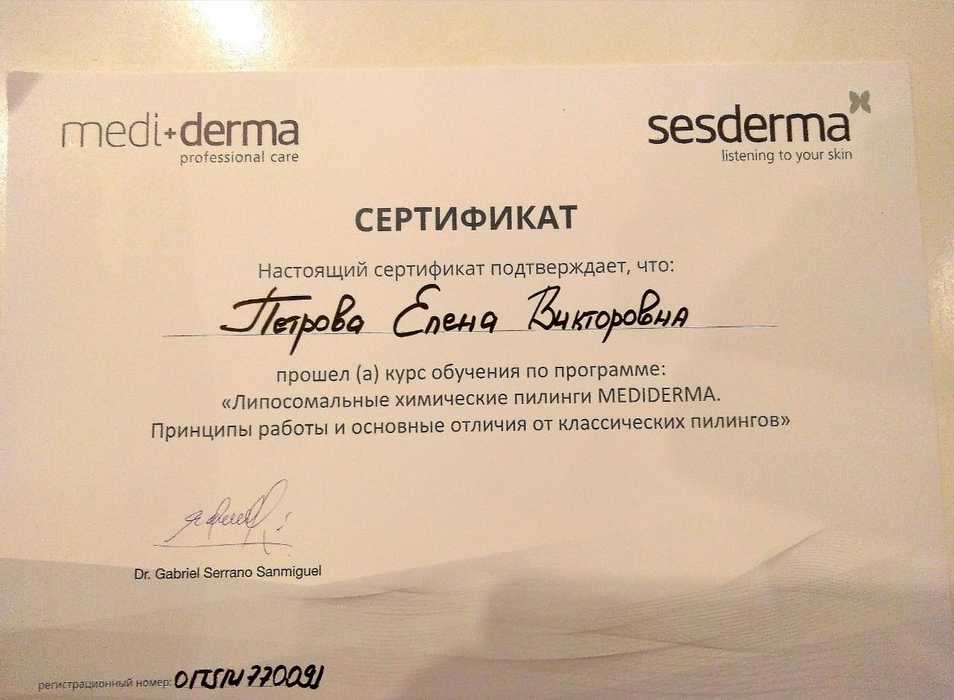 medi+derma
professional care
sesderma
listening to your skin
СЕРТИФИКАТ
Настоящий сертификат подтверждает, что:
Петрова Елена Викторовна
прошел (а) курс обучения по программе:
«Липосомальные химические пилинги MEDIDERMA.
Принципы работы и основные отличия от классических пилингов»
Dr. Gabriel Serrano Sanmiguel
регистрационный номер: